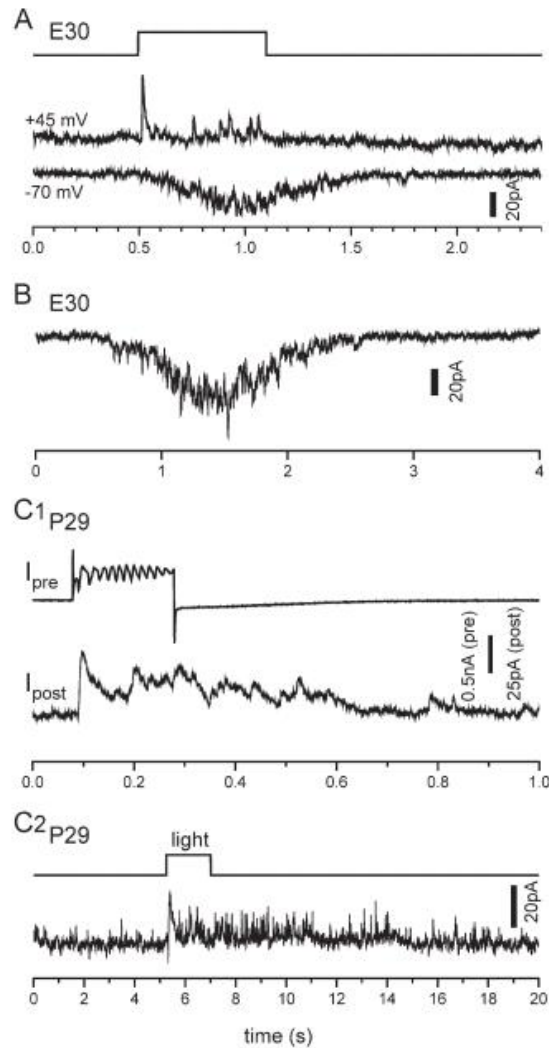 A E30
+45 mV
-70 mV
20pA
0.0 0.5 1.0 1.5 2.0
B E30
20pA
0 1 2 3 4
C1 P29
Ipre
0.5nA (pre)
25pA (post)
Ipost
0.0 0.2 0.4 0.6 0.8 1.0
C2 P29
light
20pA
0 2 4 6 8 10 12 14 16 18 20
time (s)